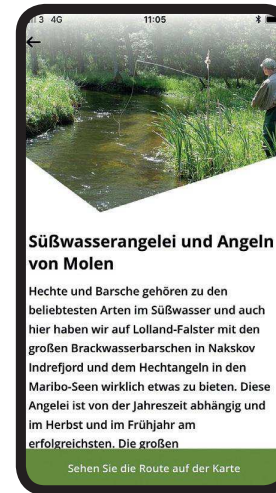 3 4G 11:05
Süßwasserangelei und Angeln
von Molen
Hechte und Barsche gehören zu den
beliebtesten Arten im Süßwasser und auch
hier haben wir auf Lolland-Falster mit den
großen Brackwasserbarschen in Nakskov
Indrefjord und dem Hechtangeln in den
Maribo-Seen wirklich etwas zu bieten. Diese
Angelei ist von der Jahreszeit abhängig und
im Herbst und im Frühjahr am
erfolgreichsten. Die großen
Sehen Sie die Route auf der Karte